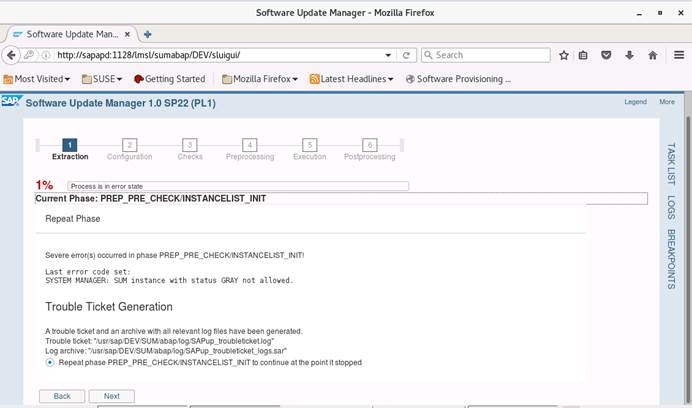 Software Update Manager - Mozilla Firefox
Software Update Man...
http://sapapd:1128/lmsl/sumabap/DEV/sluigui/
Search
Most Visited
SUSE
Getting Started
Mozilla Firefox
Latest Headlines
Software Provisioning ...
SAP
Software Update Manager 1.0 SP22 (PL1)
Legend
More
1
2
3
4
5
6
Extraction
Configuration
Checks
Preprocessing
Execution
Postprocessing
1%
Process is in error state
Current Phase: PREP_PRE_CHECK/INSTANCELIST_INIT
Repeat Phase
Severe error(s) occurred in phase PREP_PRE_CHECK/INSTANCELIST_INIT!
Last error code set:
SYSTEM MANAGER: SUM instance with status GRAY not allowed.
Trouble Ticket Generation
A trouble ticket and an archive with all relevant log files have been generated.
Trouble ticket: "/usr/sap/DEV/SUM/abap/log/SAPup_troubleticket.log"
Log archive: "/usr/sap/DEV/SUM/abap/log/SAPup_troubleticket_logs.sar"
Repeat phase PREP_PRE_CHECK/INSTANCELIST_INIT to continue at the point it stopped
Back
Next
TASK LIST
LOGS
BREAKPOINTS